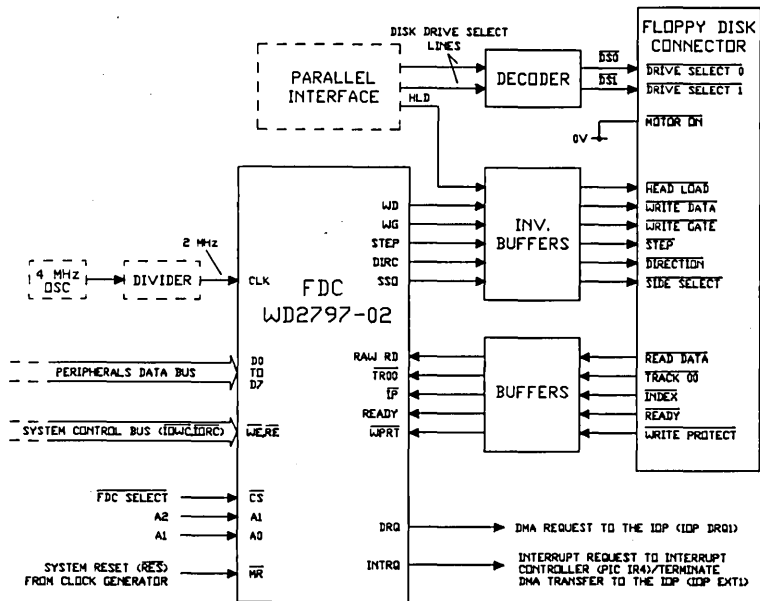 FLOPPY DISK
CONNECTOR
DISK DRIVE SELECT
LINES
PARALLEL
INTERFACE
HLD
DECODER
DS0
DS1
DRIVE SELECT 0
DRIVE SELECT 1
MOTOR ON
0V
HEAD LOAD
WRITE DATA
WRITE GATE
STEP
DIRECTION
SIDE SELECT
INV.
BUFFERS
WD
WG
STEP
DIRC
SSO
2 MHz
4 MHz
OSC
DIVIDER
CLK
FDC
WD2797-02
PERIPHERALS DATA BUS
D0
TO
D7
RAW RD
TR00
IP
READY
WPRT
BUFFERS
READ DATA
TRACK 00
INDEX
READY
WRITE PROTECT
SYSTEM CONTROL BUS (IOWC,IORC)
WE,RE
FDC SELECT
CS
A2
A1
A1
A0
SYSTEM RESET (RES)
FROM CLOCK GENERATOR
MR
DRQ
DMA REQUEST TO THE IOP (IOP DRQ1)
INTRQ
INTERRUPT REQUEST TO INTERRUPT
CONTROLLER (PIC IR4)/TERMINATE
DMA TRANSFER TO THE IOP (IOP EXT1)